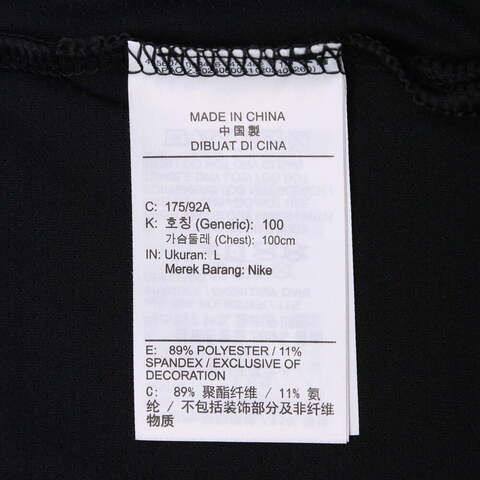 MADE IN CHINA
中国製
DIBUAT DI CINA
C: 175/92A
K: 호칭 (Generic): 100
가슴둘레 (Chest): 100cm
IN: Ukuran: L
Merek Barang: Nike
E: 89% POLYESTER / 11%
SPANDEX / EXCLUSIVE OF
DECORATION
C: 89% 聚酯纤维 / 11% 氨
纶 / 不包括装饰部分及非纤维
物质